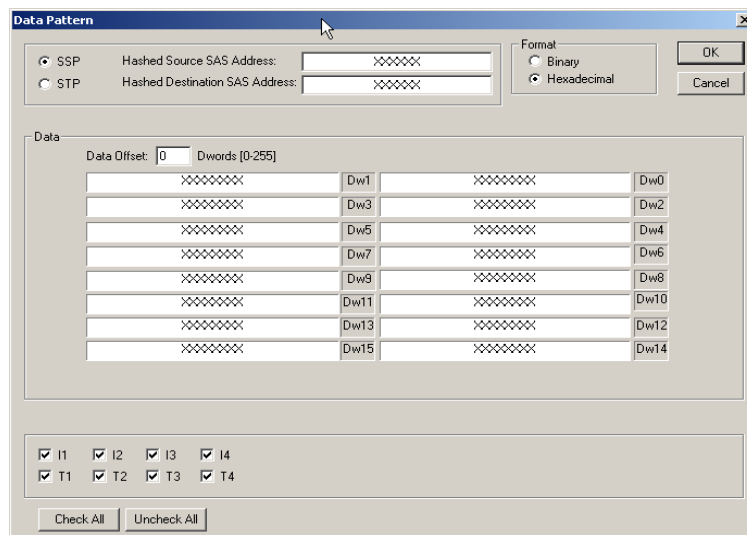 Data Pattern
SSP Hashed Source SAS Address: XXXXXX
STP Hashed Destination SAS Address: XXXXXX
Format
Binary
Hexadecimal
OK
Cancel
Data
Data Offset: 0 Dwords [0-255]
XXXXXXXX Dw1 XXXXXXXX Dw0
XXXXXXXX Dw3 XXXXXXXX Dw2
XXXXXXXX Dw5 XXXXXXXX Dw4
XXXXXXXX Dw7 XXXXXXXX Dw6
XXXXXXXX Dw9 XXXXXXXX Dw8
XXXXXXXX Dw11 XXXXXXXX Dw10
XXXXXXXX Dw13 XXXXXXXX Dw12
XXXXXXXX Dw15 XXXXXXXX Dw14
I1 I2 I3 I4
T1 T2 T3 T4
Check All Uncheck All